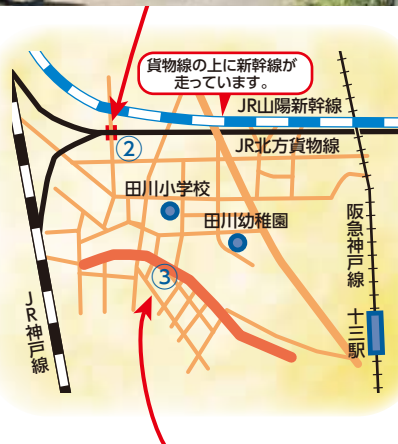 貨物線の上に新幹線が
走っています。
JR山陽新幹線
JR北方貨物線
②
田川小学校
田川幼稚園
③
阪急神戸線
十三駅
JR神戸線